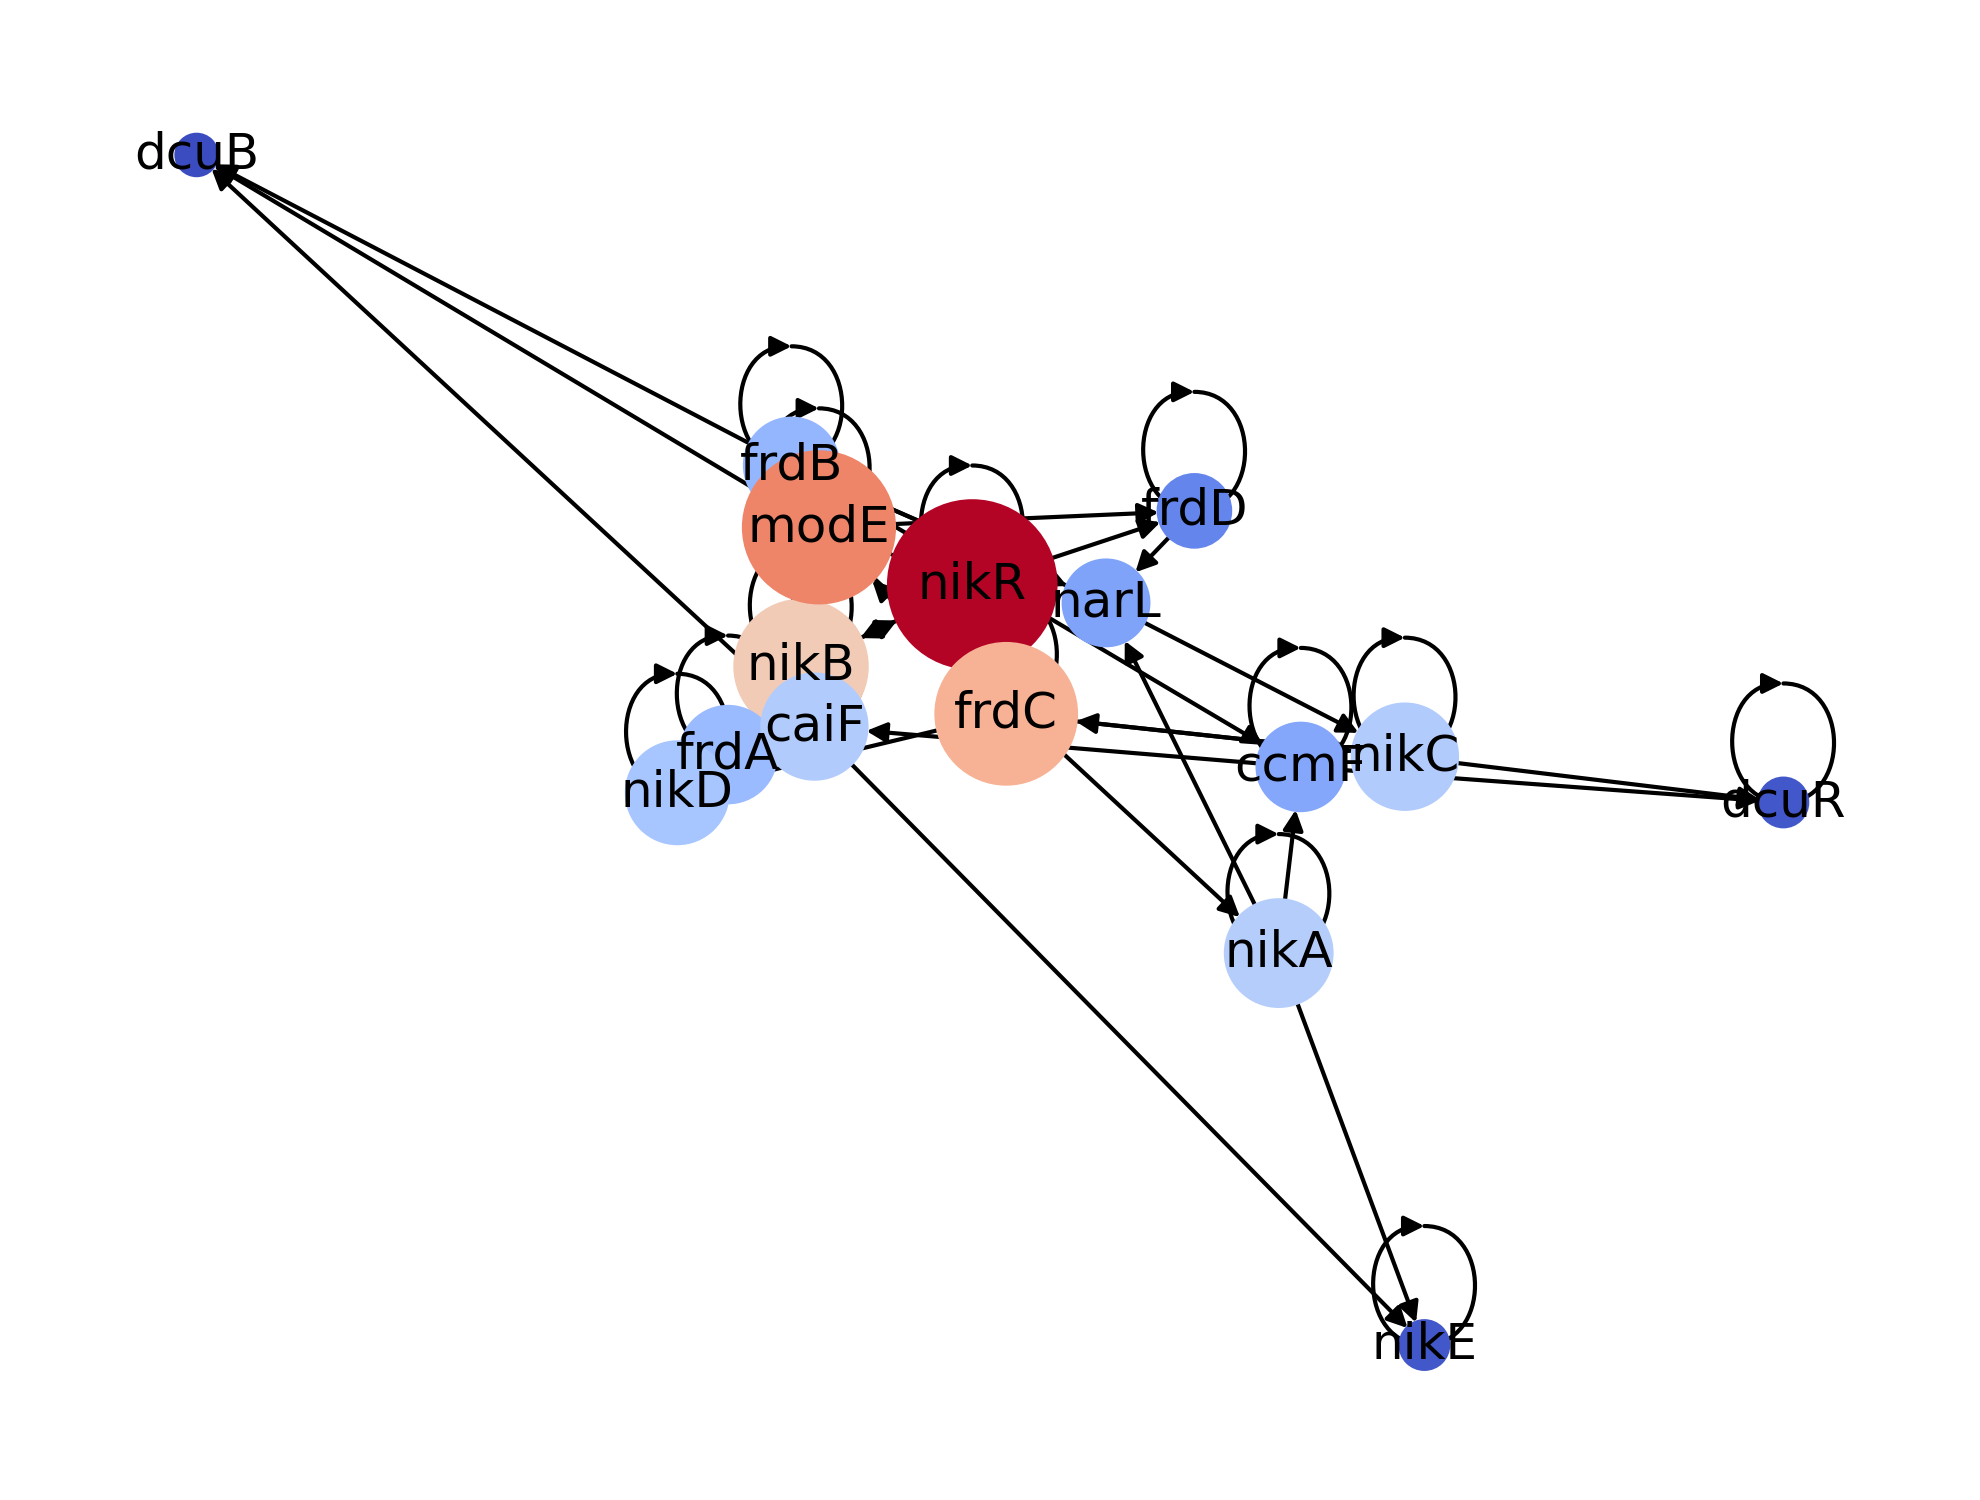 dcuB
frdB
frdD
modE
nikR
narL
nikB
frdC
caiF
frdA
nikD
ccmF
nikC
dcuR
nikA
nikE